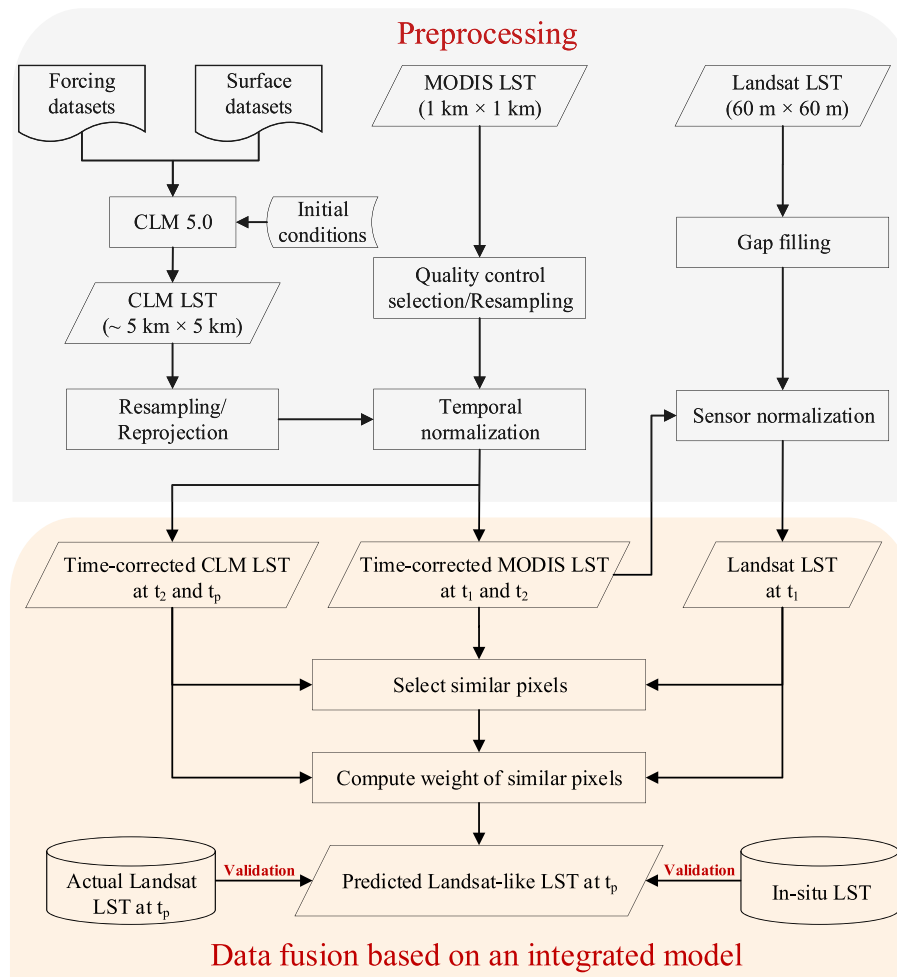 Preprocessing
Forcing
datasets
Surface
datasets
MODIS LST
(1 km × 1 km)
Landsat LST
(60 m × 60 m)
CLM 5.0
Initial
conditions
Gap filling
Quality control
selection/Resampling
CLM LST
(~ 5 km × 5 km)
Resampling/
Reprojection
Temporal
normalization
Sensor normalization
Time-corrected CLM LST
at t₂ and tₚ
Time-corrected MODIS LST
at t₁ and t₂
Landsat LST
at t₁
Select similar pixels
Compute weight of similar pixels
Actual Landsat
LST at tₚ
Validation
Predicted Landsat-like LST at tₚ
Validation
In-situ LST
Data fusion based on an integrated model